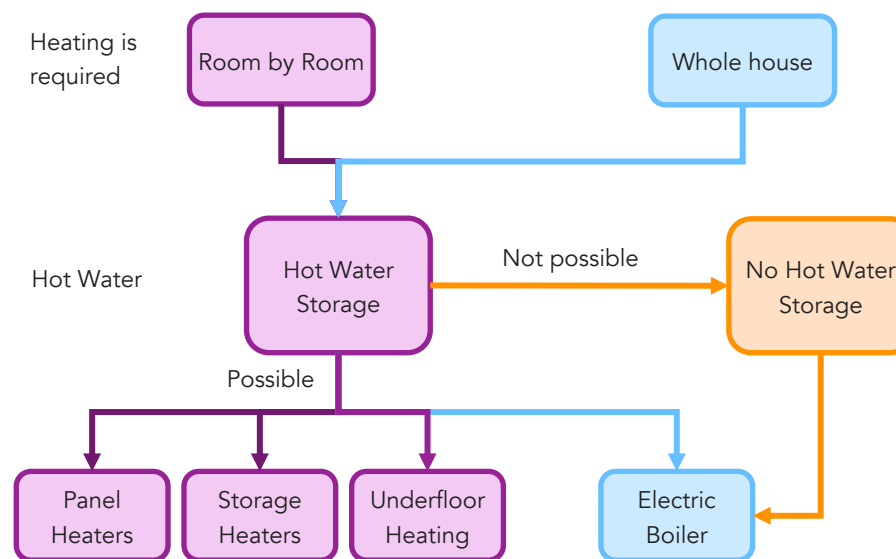 Heating is
required
Room by Room
Whole house
Hot Water
Hot Water
Storage
Not possible
No Hot Water
Storage
Possible
Panel
Heaters
Storage
Heaters
Underfloor
Heating
Electric
Boiler